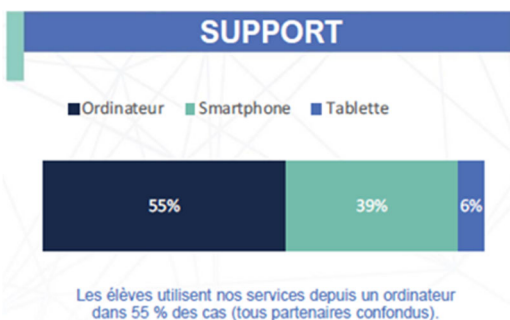 SUPPORT
Ordinateur Smartphone Tablette
55% 39% 6%
Les élèves utilisent nos services depuis un ordinateur
dans 55 % des cas (tous partenaires confondus).